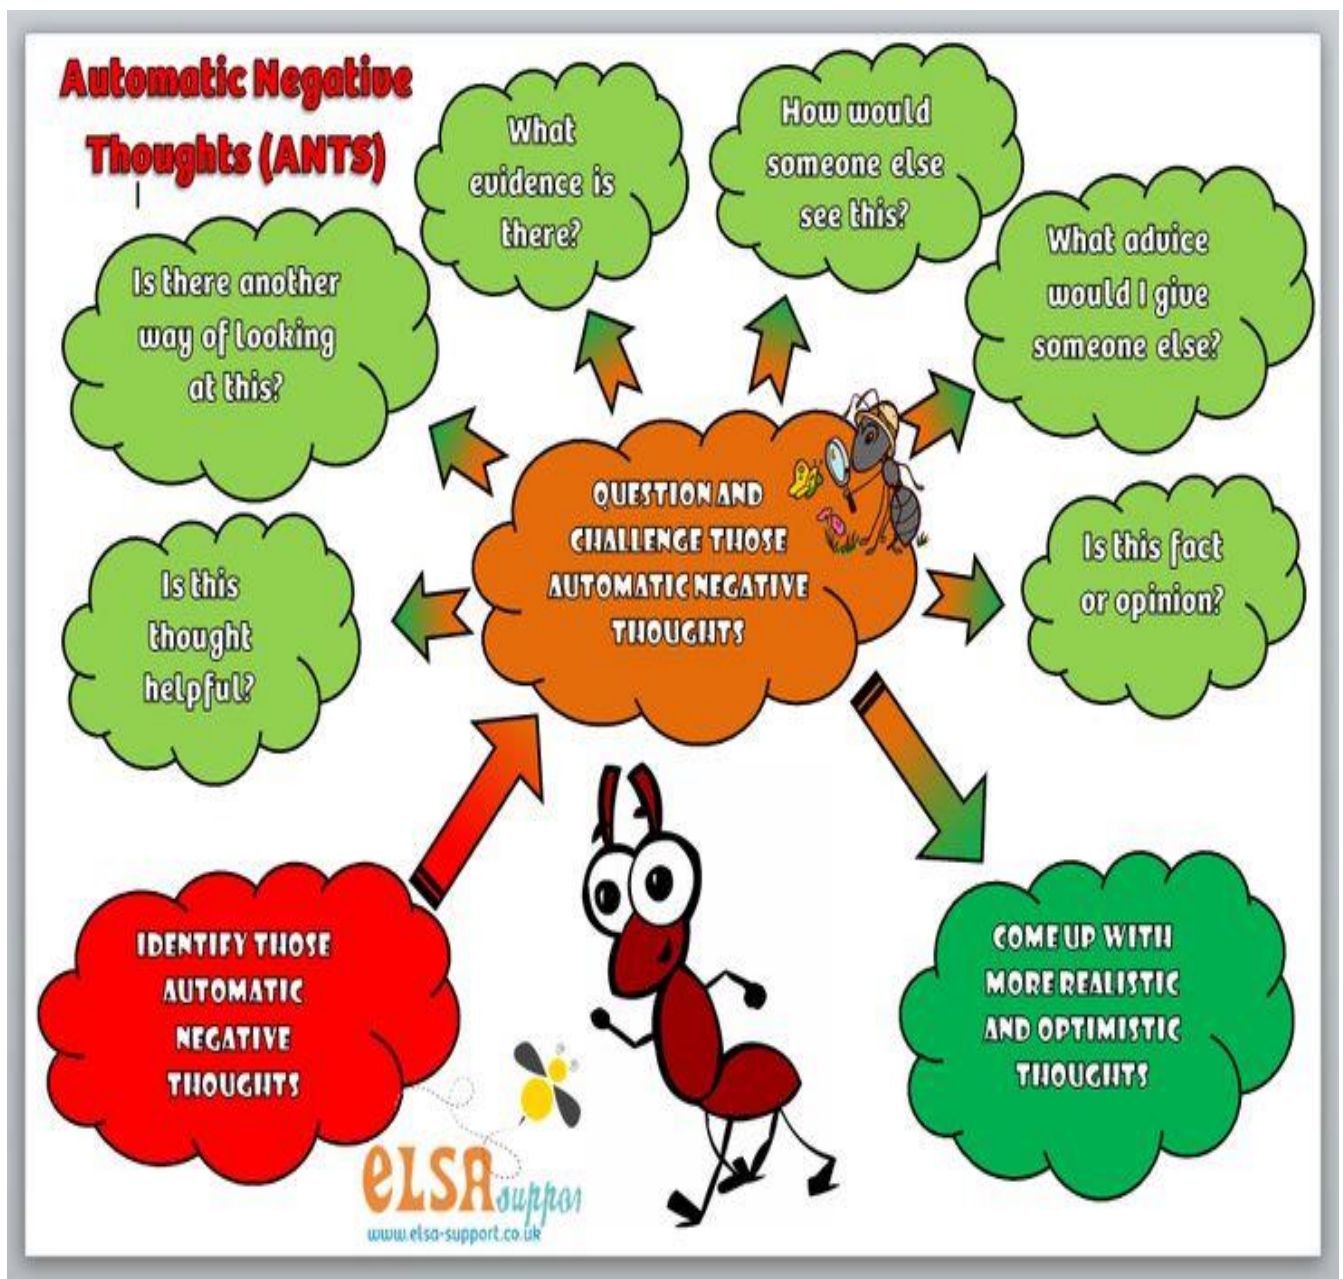 Automatic Negative
Thoughts (ANTS)
What
evidence is
there?
How would
someone else
see this?
Is there another
way of looking
at this?
What advice
would I give
someone else?
QUESTION AND
CHALLENGE THOSE
AUTOMATIC NEGATIVE
THOUGHTS
Is this
thought
helpful?
Is this fact
or opinion?
IDENTIFY THOSE
AUTOMATIC
NEGATIVE
THOUGHTS
COME UP WITH
MORE REALISTIC
AND OPTIMISTIC
THOUGHTS
eLSA suppor
www.elsa-support.co.uk